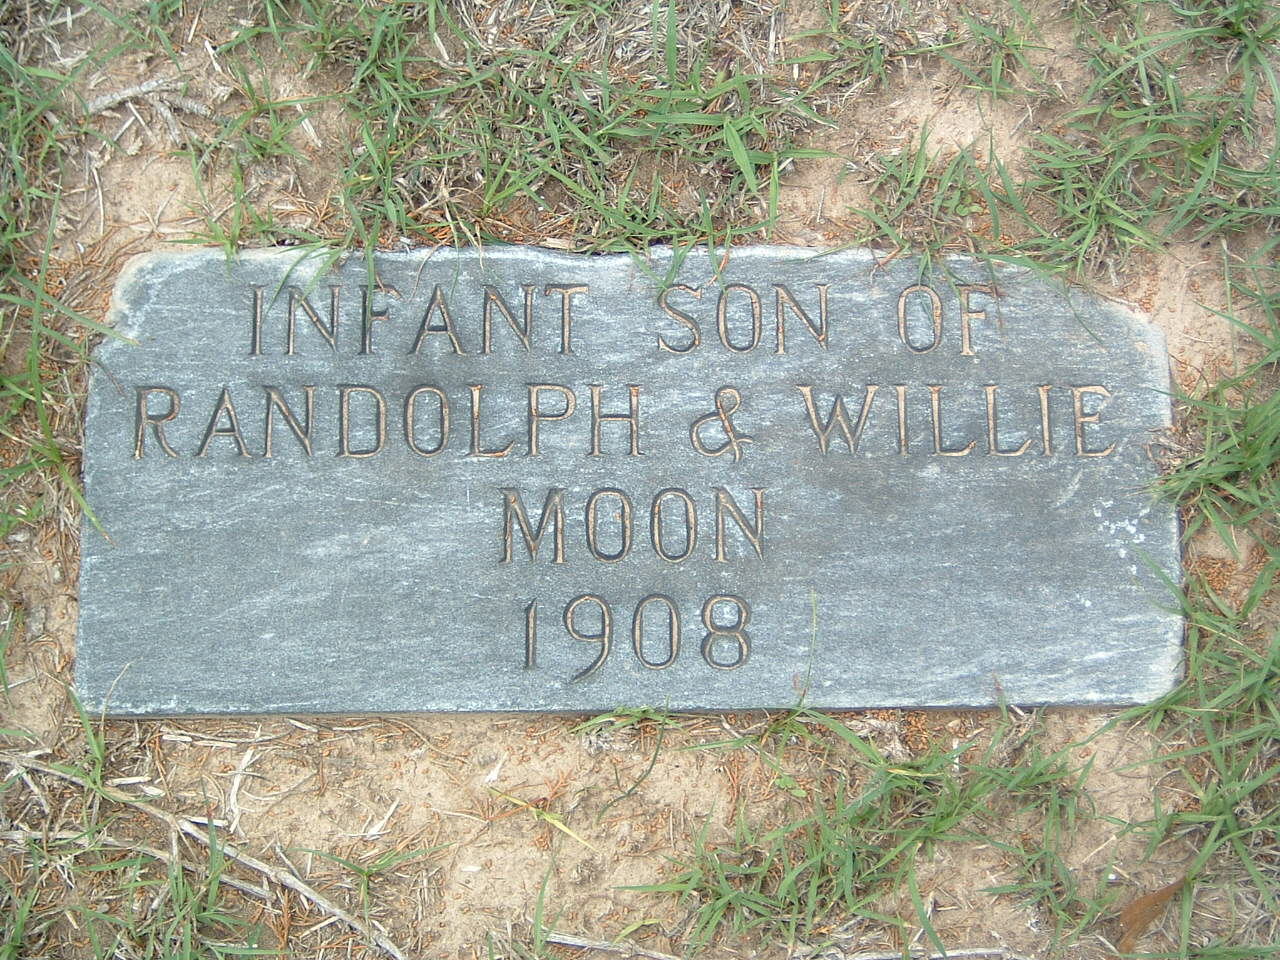 INFANT SON OF
RANDOLPH & WILLIE
MOON
1908